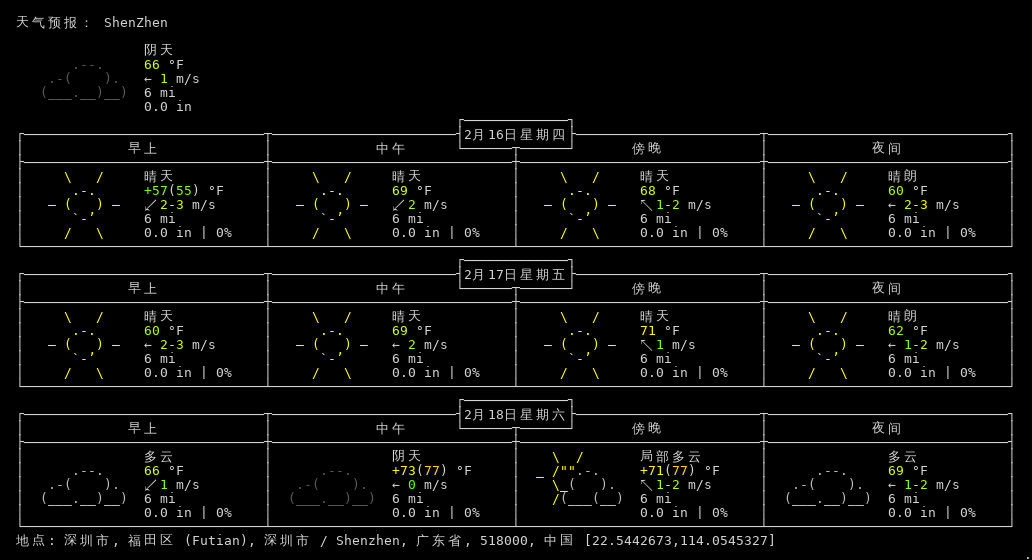 天气预报： ShenZhen
阴天
66 °F
← 1 m/s
6 mi
0.0 in
2月16日星期四
早上 中午 傍晚 夜间
晴天 晴天 晴天 晴朗
+57(55) °F 69 °F 68 °F 60 °F
↙ 2-3 m/s ↙ 2 m/s ↖ 1-2 m/s ← 2-3 m/s
6 mi 6 mi 6 mi 6 mi
0.0 in | 0% 0.0 in | 0% 0.0 in | 0% 0.0 in | 0%
2月17日星期五
早上 中午 傍晚 夜间
晴天 晴天 晴天 晴朗
60 °F 69 °F 71 °F 62 °F
← 2-3 m/s ← 2 m/s ↖ 1 m/s ← 1-2 m/s
6 mi 6 mi 6 mi 6 mi
0.0 in | 0% 0.0 in | 0% 0.0 in | 0% 0.0 in | 0%
2月18日星期六
早上 中午 傍晚 夜间
多云 阴天 局部多云 多云
66 °F +73(77) °F +71(77) °F 69 °F
↙ 1 m/s ← 0 m/s ↖ 1-2 m/s ← 1-2 m/s
6 mi 6 mi 6 mi 6 mi
0.0 in | 0% 0.0 in | 0% 0.0 in | 0% 0.0 in | 0%
地点: 深圳市, 福田区 (Futian), 深圳市 / Shenzhen, 广东省, 518000, 中国 [22.5442673,114.0545327]